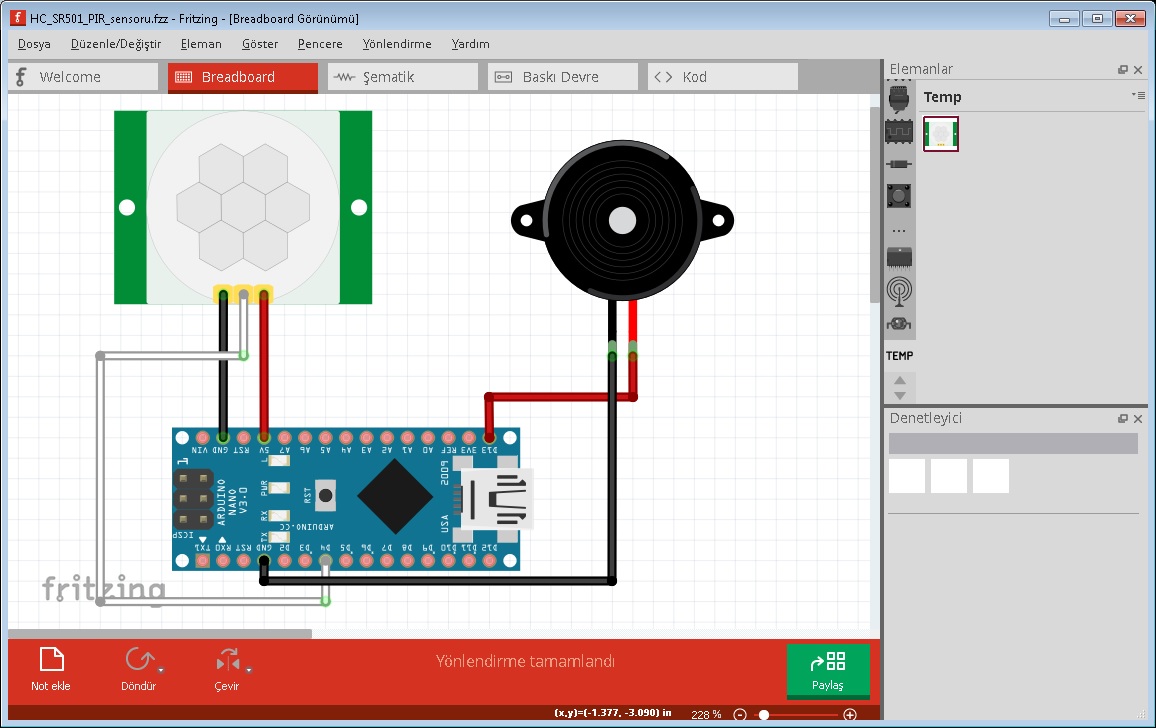 HC_SR501_PIR_sensoru.fzz - Fritzing - [Breadboard Görünümü]
Dosya Düzenle/Değiştir Eleman Göster Pencere Yönlendirme Yardım
Welcome Breadboard Şematik Baskı Devre Kod
Elemanlar
Temp
TEMP
Denetleyici
VIN GND RST 5V A7 A6 A5 A4 A3 A2 A1 A0 REF 3V3 D13
L
PWR
RX
TX
RST
ARDUINO
NANO
V3.0
ARDUINO.CC
ICSP
1
2009
USA
TX1 RX0 RST GND D2 D3 D4 D5 D6 D7 D8 D9 D10 D11 D12
fritzing
Not ekle
Döndür
Çevir
Yönlendirme tamamlandı
Paylaş
(x,y)=(-1.377, -3.090) in
228 %